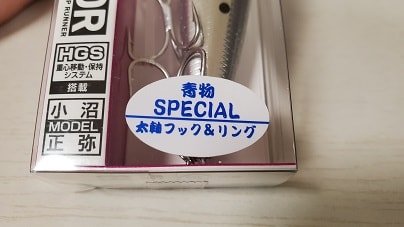 OR
P RUNNER
HGS
重心移動・保持
システム
搭載
小沼
MODEL
正弥
青物
SPECIAL
太軸フック&リング